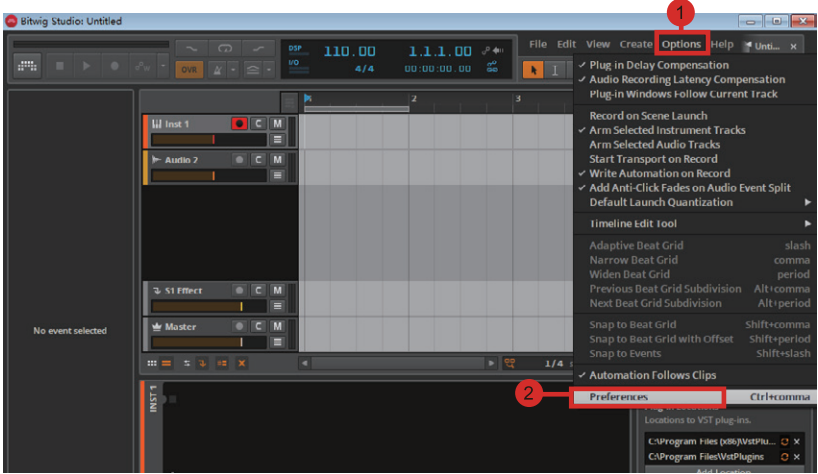 1
Bitwig Studio: Untitled
File Edit View Create Options Help Unti... x
DSP
I/O
110.00
4/4
1.1.1.00
00:00:00.00
OVR
Plug in Delay Compensation
Audio Recording Latency Compensation
Plug-in Windows Follow Current Track
Record on Scene Launch
Arm Selected Instrument Tracks
Arm Selected Audio Tracks
Start Transport on Record
Write Automation on Record
Add Anti-Click Fades on Audio Event Split
Default Launch Quantization
Timeline Edit Tool
Adaptive Beat Grid slash
Narrow Beat Grid comma
Widen Beat Grid period
Previous Beat Grid Subdivision Alt+comma
Next Beat Grid Subdivision Alt+period
Snap to Beat Grid Shift+comma
Snap to Beat Grid with Offset Shift+period
Snap to Events Shift+slash
Automation Follows Clips
2
Preferences Ctrl+comma
2 3
Inst 1 C M
Audio 2 C M
S1 Effect C M
Master C M
No event selected
1/4
INST 1
Locations to VST plug-ins.
C:\Program Files (x86)\VstPlu...
C:\Program Files\VstPlugins
Add Location